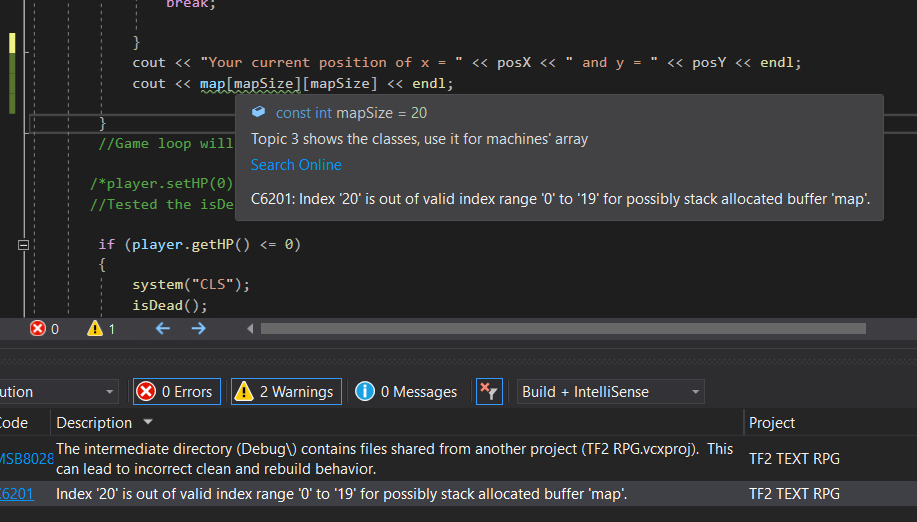 break;
}
cout << "Your current position of x = " << posX << " and y = " << posY << endl;
cout << map[mapSize][mapSize] << endl;
const int mapSize = 20
}
Topic 3 shows the classes, use it for machines' array
//Game loop will
Search Online
/*player.setHP(0)
C6201: Index '20' is out of valid index range '0' to '19' for possibly stack allocated buffer 'map'.
//Tested the isDe
if (player.getHP() <= 0)
{
system("CLS");
isDead();
0 1
ution 0 Errors 2 Warnings 0 Messages Build + IntelliSense
Code Description Project
MSB8028 The intermediate directory (Debug\) contains files shared from another project (TF2 RPG.vcxproj). This
can lead to incorrect clean and rebuild behavior. TF2 TEXT RPG
C6201 Index '20' is out of valid index range '0' to '19' for possibly stack allocated buffer 'map'. TF2 TEXT RPG